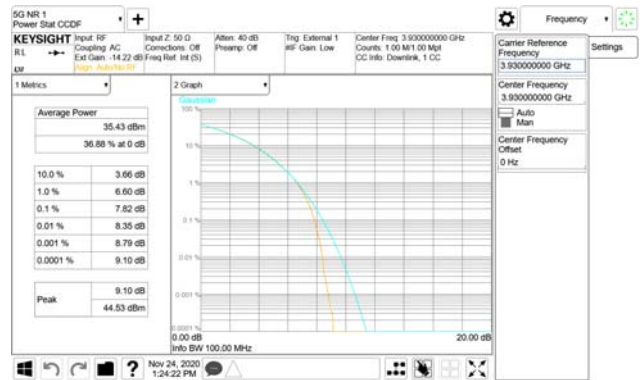 5G NR 1
Power Stat CCDF
Frequency
KEYSIGHT
RL
Input: RF
Coupling: AC
Ext Gain: -14.22 dB
Align: Auto/No RF
Input Z: 50 Ω
Corrections: Off
Freq Ref: Int (S)
Atten: 40 dB
Preamp: Off
Trig: External 1
#IF Gain: Low
Center Freq: 3.930000000 GHz
Counts: 1.00 M/1.00 Mpt
CC Info: Downlink, 1 CC
1 Metrics
Average Power
35.43 dBm
36.88 % at 0 dB
10.0 % 3.66 dB
1.0 % 6.60 dB
0.1 % 7.82 dB
0.01 % 8.35 dB
0.001 % 8.79 dB
0.0001 % 9.10 dB
Peak
9.10 dB
44.53 dBm
2 Graph
Gaussian
100 %
10 %
1 %
0.1 %
0.01 %
0.001 %
0.0001 %
0.00 dB
20.00 dB
Info BW 100.00 MHz
Carrier Reference
Frequency
3.930000000 GHz
Center Frequency
3.930000000 GHz
Auto
Man
Center Frequency
Offset
0 Hz
Settings
?
Nov 24, 2020
1:24:22 PM